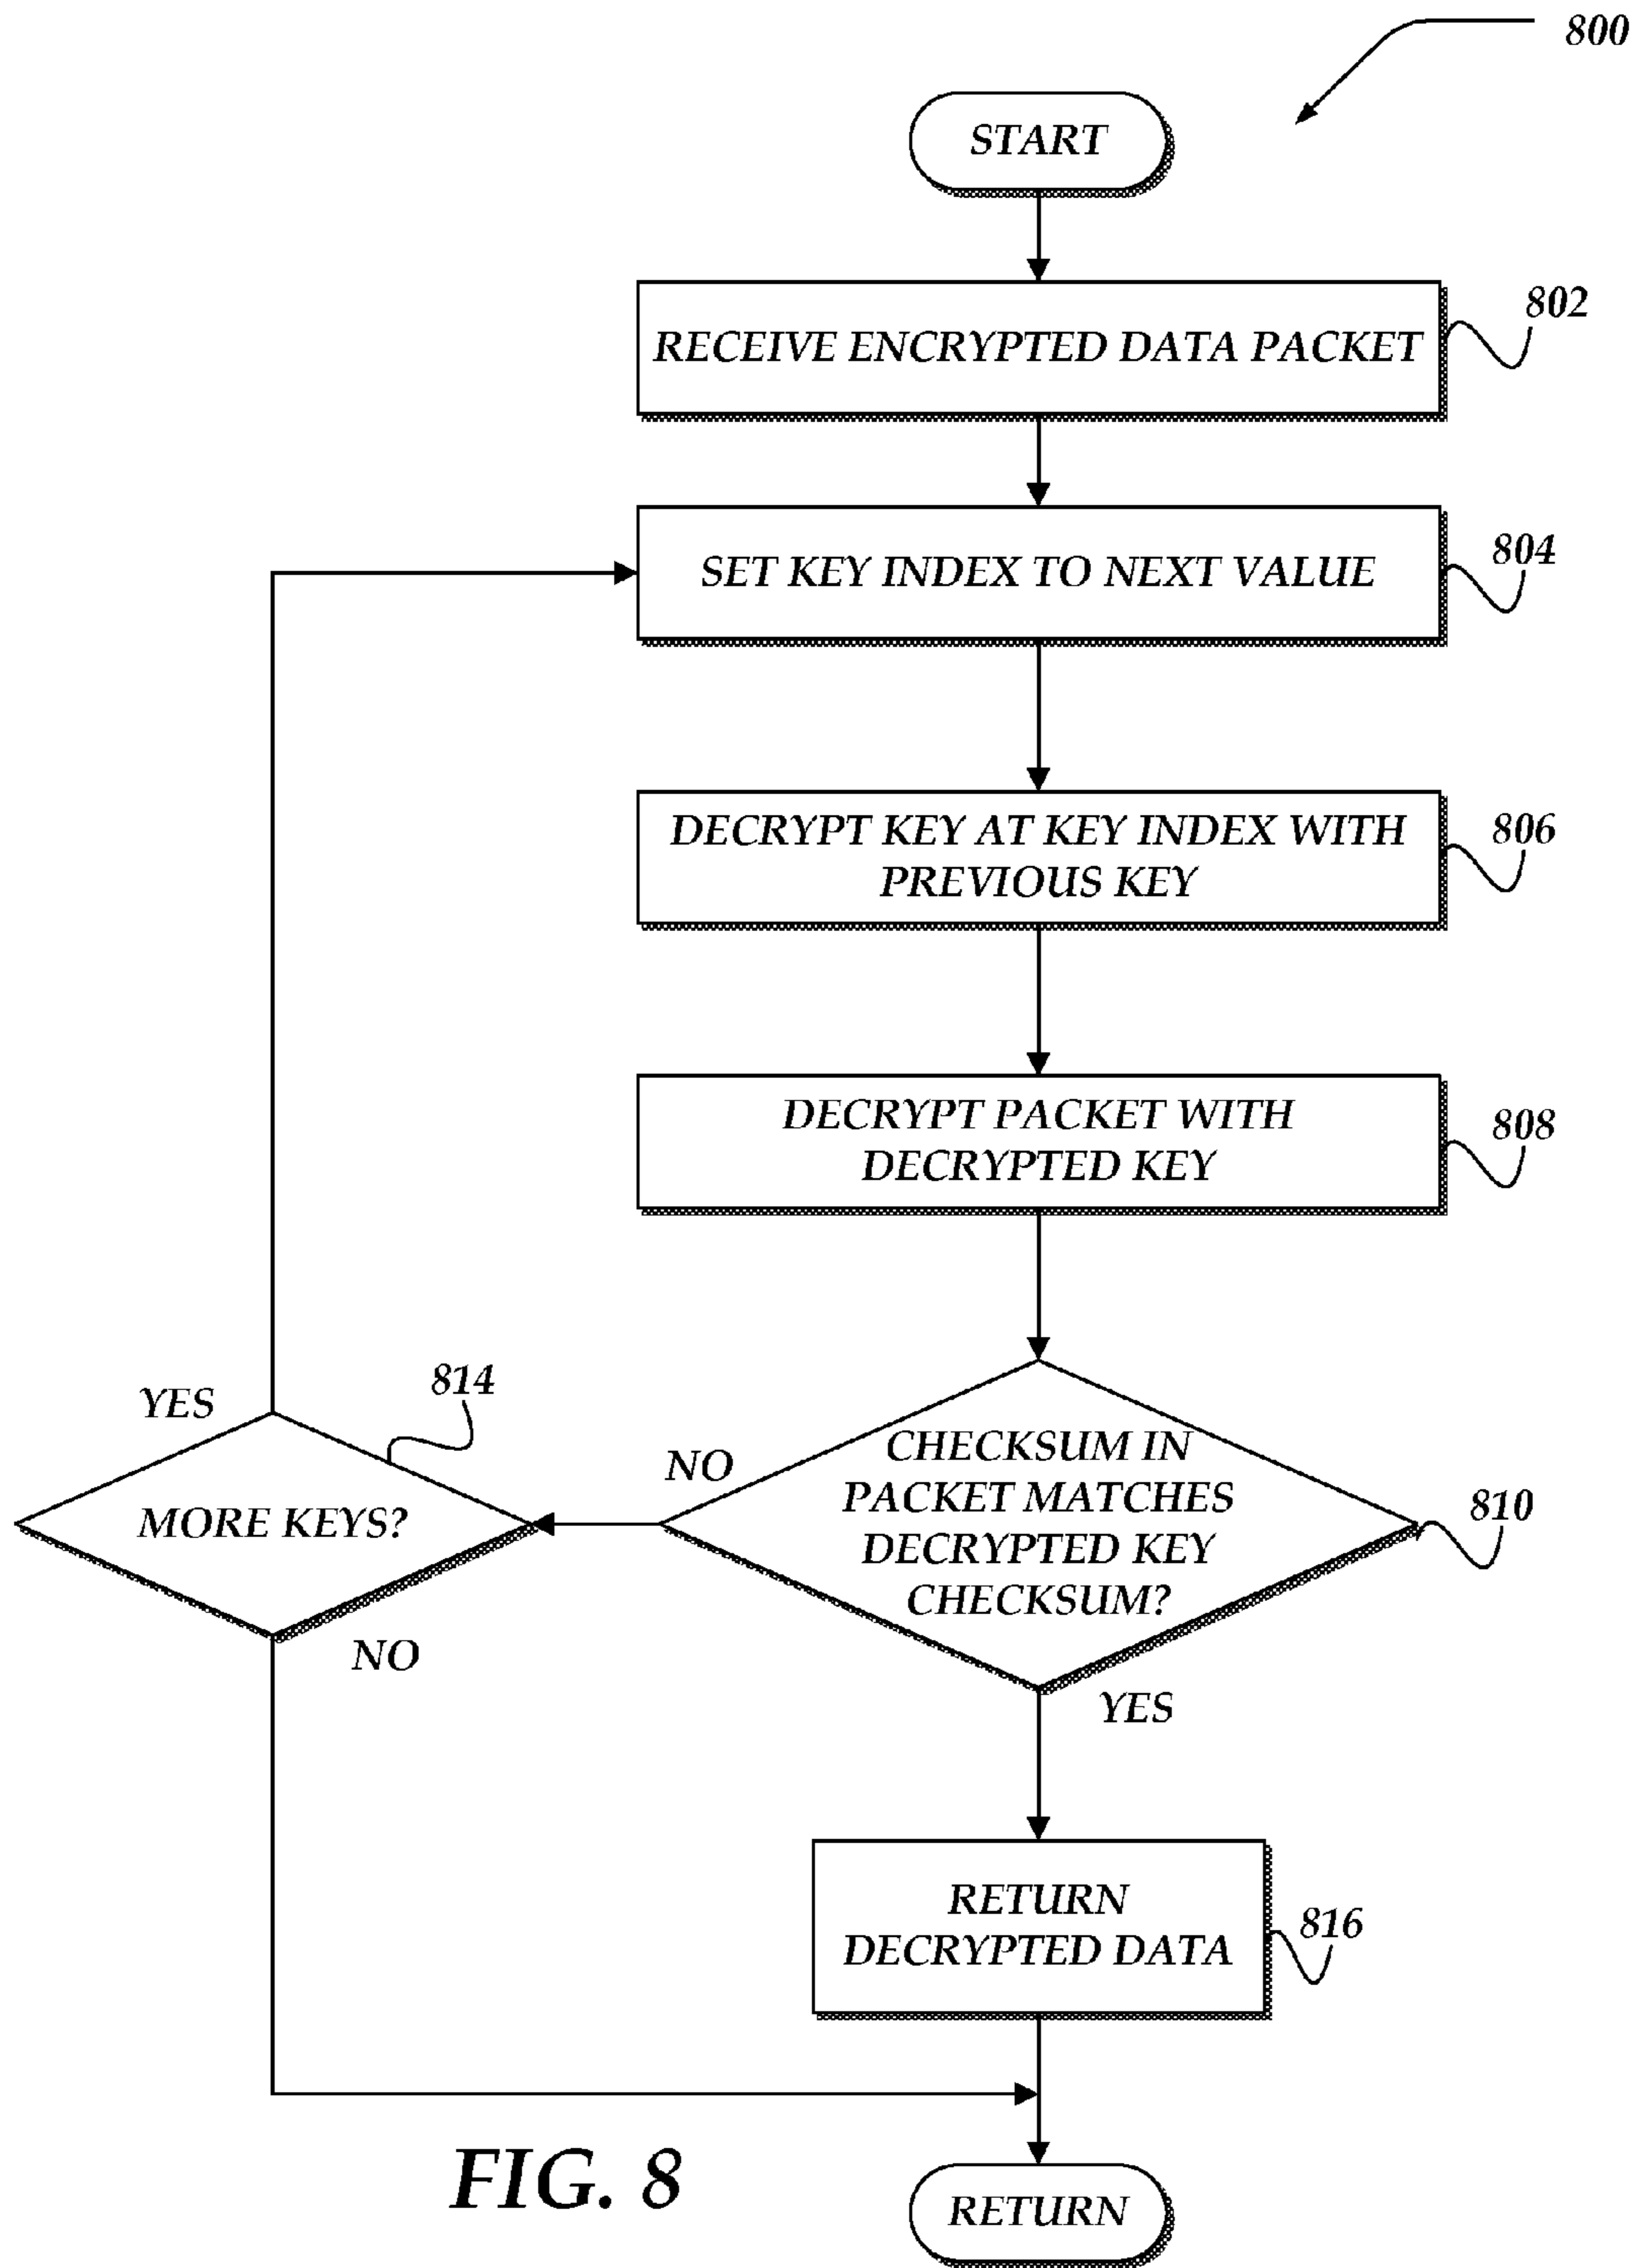 800
START
RECEIVE ENCRYPTED DATA PACKET
802
SET KEY INDEX TO NEXT VALUE
804
DECRYPT KEY AT KEY INDEX WITH
PREVIOUS KEY
806
DECRYPT PACKET WITH
DECRYPTED KEY
808
YES
814
MORE KEYS?
NO
NO
CHECKSUM IN
PACKET MATCHES
DECRYPTED KEY
CHECKSUM?
810
YES
RETURN
DECRYPTED DATA
816
FIG. 8
RETURN